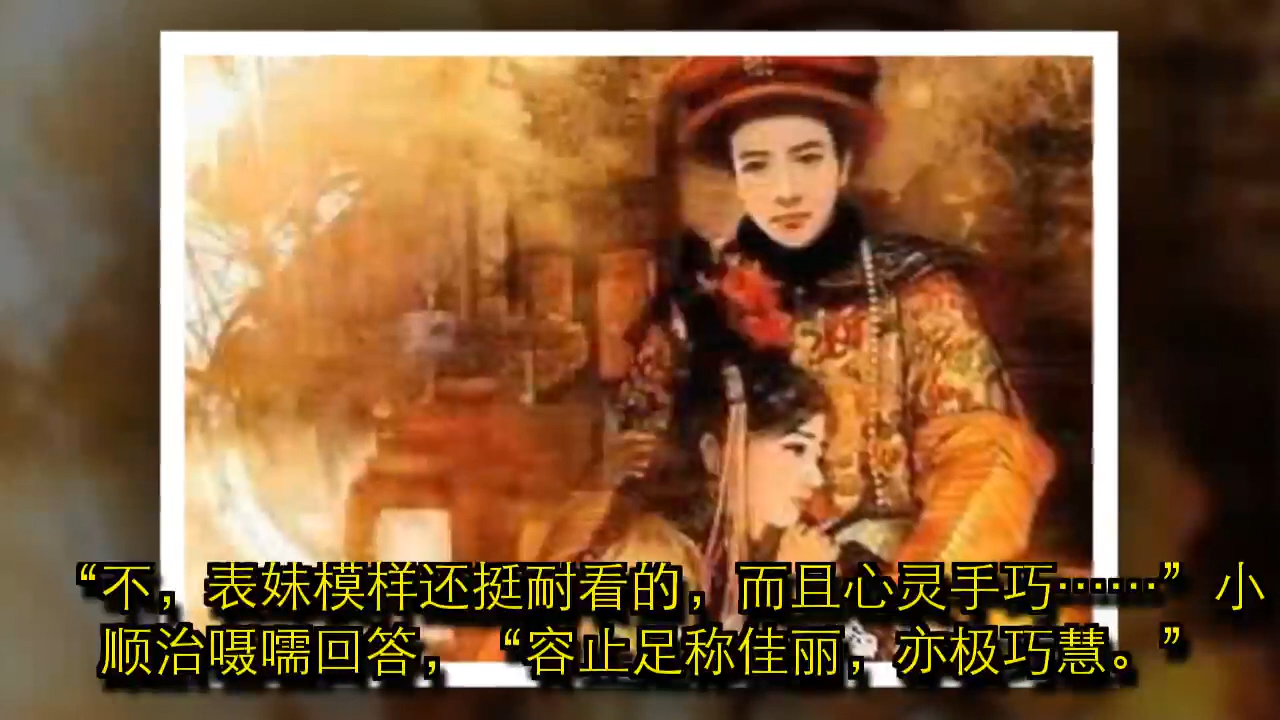 “不，表妹模样还挺耐看的，而且心灵手巧……”小
顺治嗫嚅回答，“容止足称佳丽，亦极巧慧。”